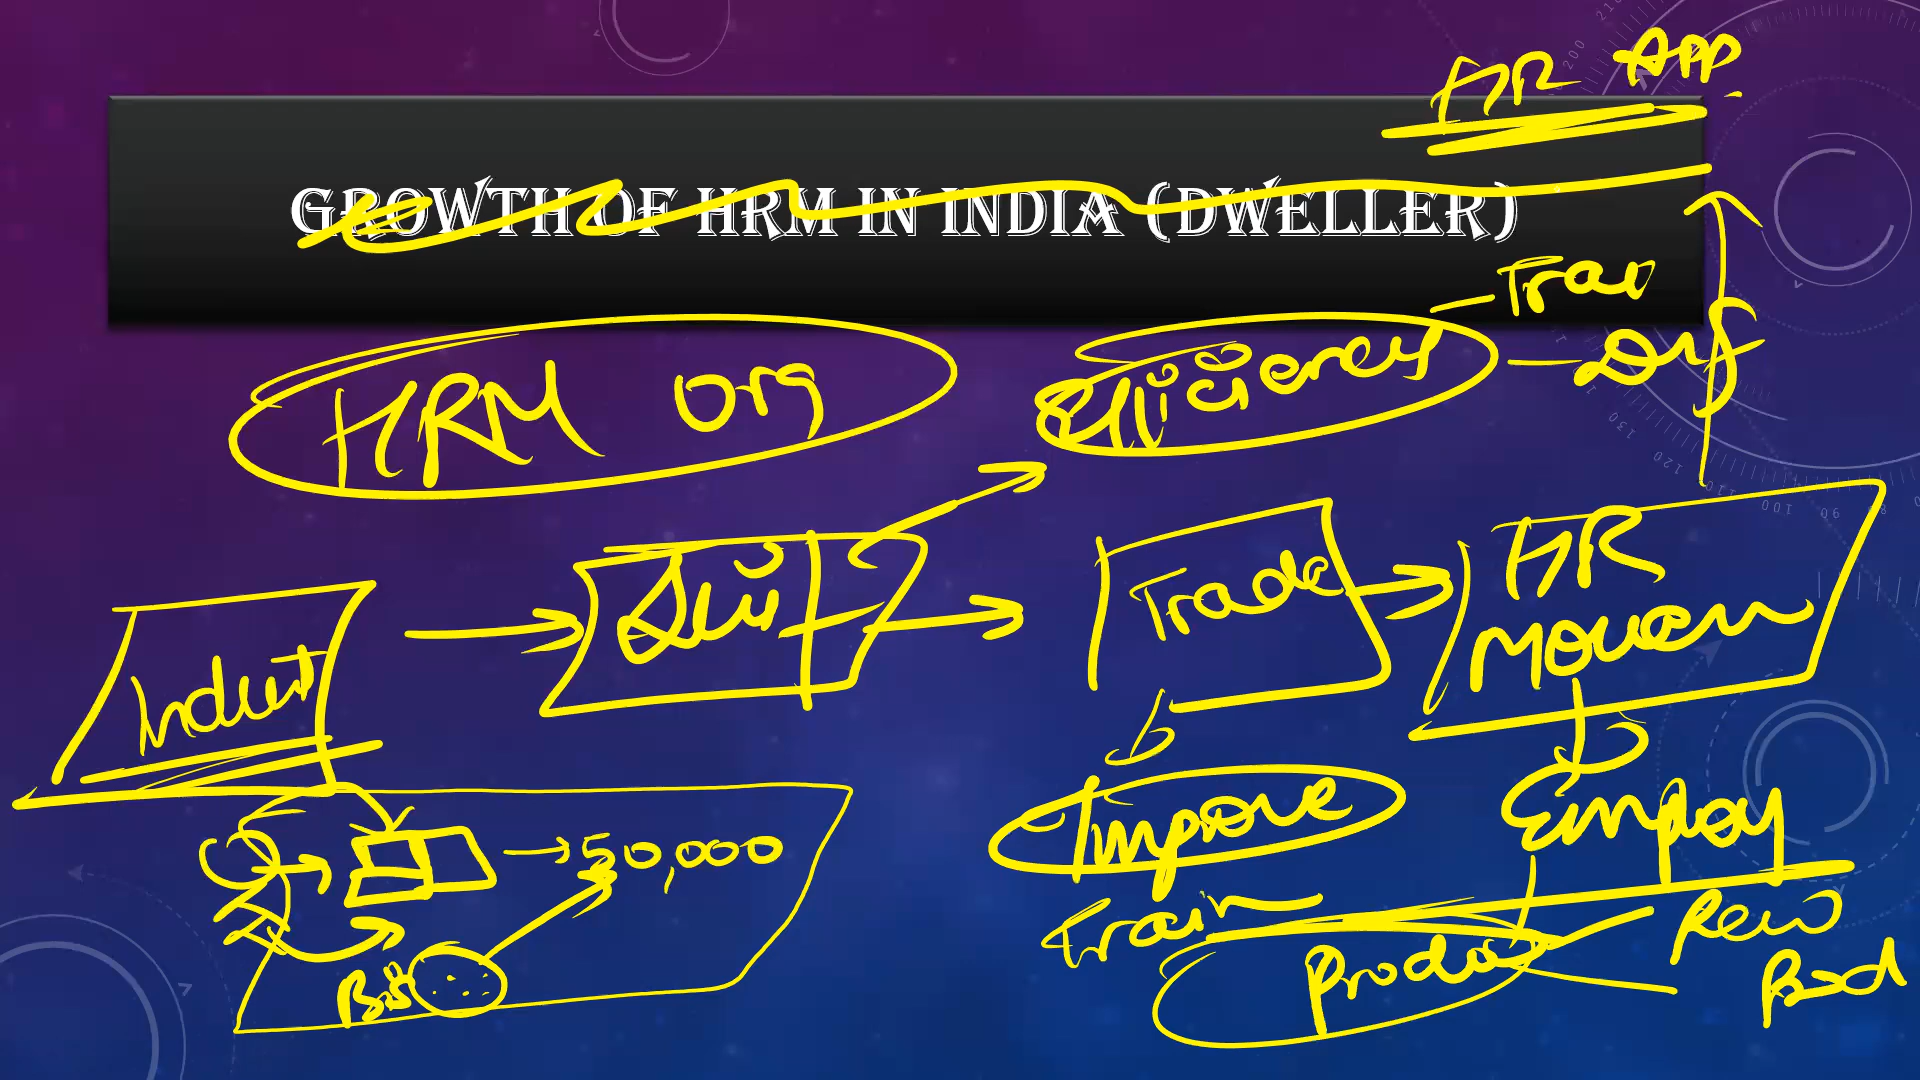 HR APP
GROWTH OF HRM IN INDIA (DWELLER)
Trai
HRM org
Efficiency
Trade
HR
Movem
Indust
Improve
Employ
50,000
Train
Produ
Rew